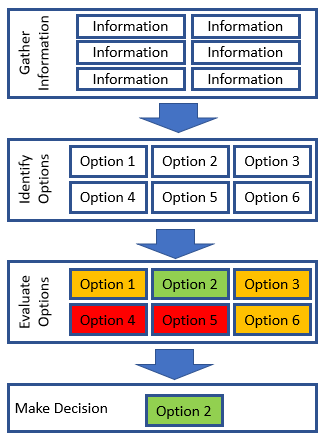 Gather
Information
Information Information
Information Information
Information Information
Identify
Options
Option 1 Option 2 Option 3
Option 4 Option 5 Option 6
Evaluate
Options
Option 1 Option 2 Option 3
Option 4 Option 5 Option 6
Make Decision Option 2